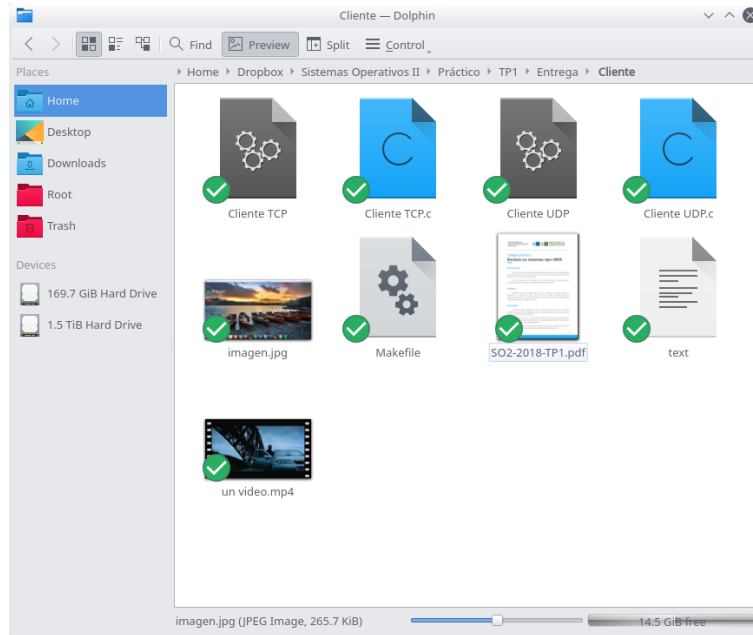 Cliente — Dolphin
Find Preview Split Control
Places
Home Dropbox Sistemas Operativos II Práctico TP1 Entrega Cliente
Home
Desktop
Downloads
Root
Trash
Devices
169.7 GiB Hard Drive
1.5 TiB Hard Drive
Cliente TCP Cliente TCP.c Cliente UDP Cliente UDP.c
imagen.jpg Makefile SO2-2018-TP1.pdf text
un video.mp4
imagen.jpg (JPEG Image, 265.7 KiB) 14.5 GiB free